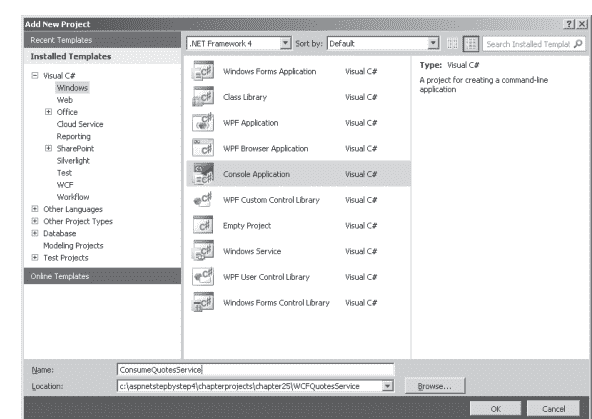 Add New Project
Recent Templates
.NET Framework 4
Sort by: Default
Search Installed Templat
Installed Templates
Visual C#
Windows
Web
Office
Cloud Service
Reporting
SharePoint
Silverlight
Test
WCF
Workflow
Other Languages
Other Project Types
Database
Modeling Projects
Test Projects
Online Templates
Windows Forms Application Visual C#
Class Library Visual C#
WPF Application Visual C#
WPF Browser Application Visual C#
Console Application Visual C#
WPF Custom Control Library Visual C#
Empty Project Visual C#
Windows Service Visual C#
WPF User Control Library Visual C#
Windows Forms Control Library Visual C#
Type: Visual C#
A project for creating a command-line
application
Name: ConsumeQuotesService
Location: c:\aspnetstepbystep4\chapterprojects\chapter25\WCFQuotesService
Browse...
OK Cancel